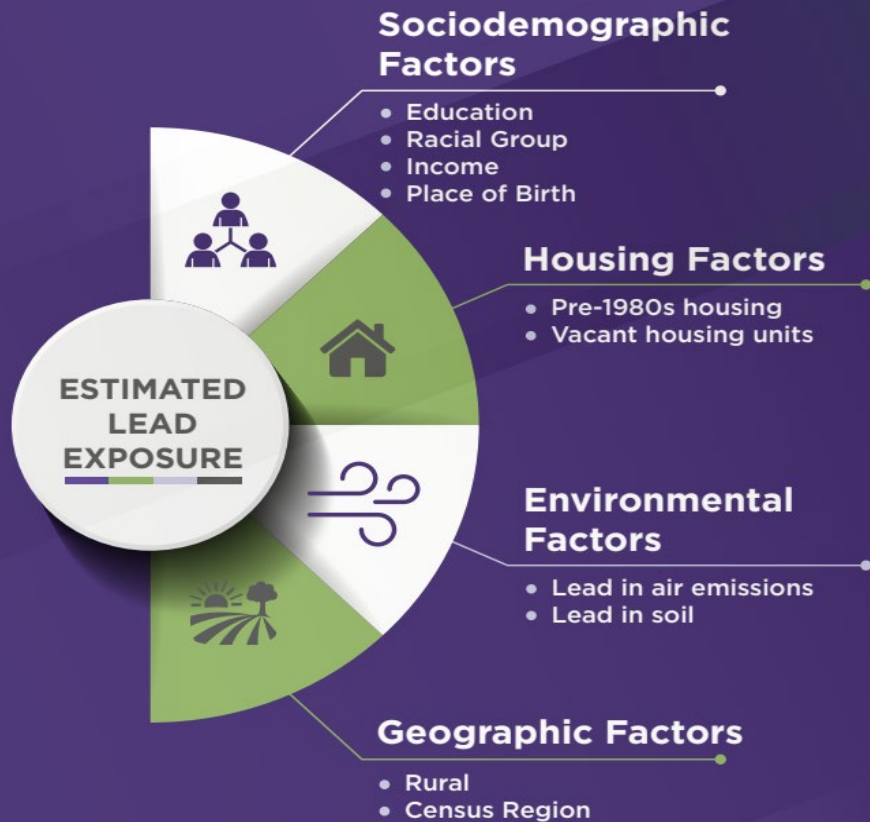 Sociodemographic
Factors
• Education
• Racial Group
• Income
• Place of Birth
Housing Factors
• Pre-1980s housing
• Vacant housing units
ESTIMATED
LEAD
EXPOSURE
Environmental
Factors
• Lead in air emissions
• Lead in soil
Geographic Factors
• Rural
• Census Region